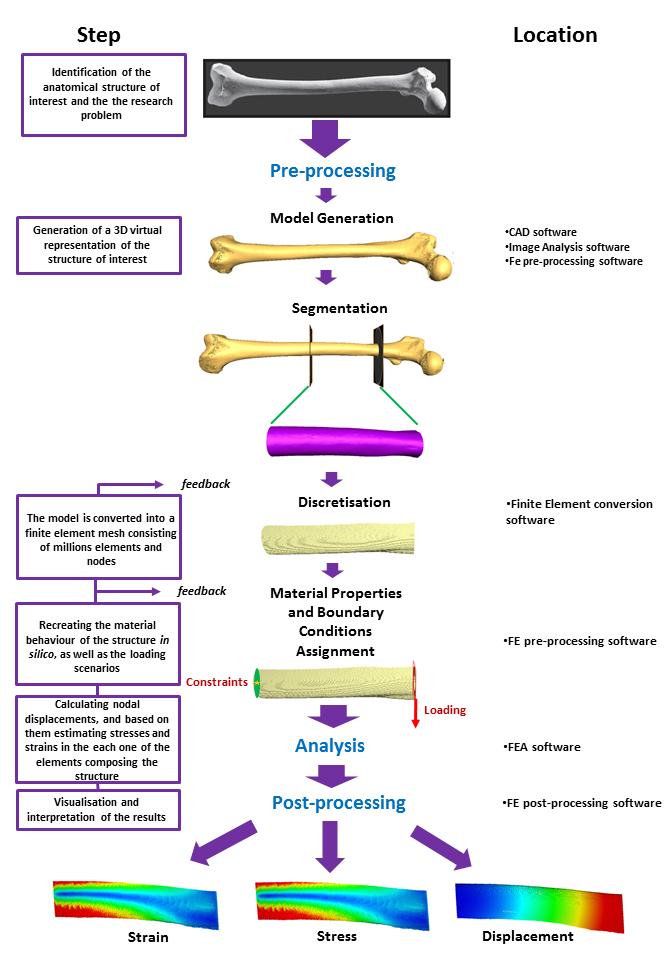 Step
Location
Identification of the
anatomical structure of
interest and the the research
problem
Pre-processing
Model Generation
Generation of a 3D virtual
representation of the
structure of interest
•CAD software
•Image Analysis software
•Fe pre-processing software
Segmentation
feedback
Discretisation
•Finite Element conversion
software
The model is converted into a
finite element mesh consisting
of millions elements and
nodes
feedback
Material Properties
and Boundary
Conditions
Assignment
Recreating the material
behaviour of the structure in
silico, as well as the loading
scenarios
•FE pre-processing software
Constraints
Loading
Calculating nodal
displacements, and based on
them estimating stresses and
strains in the each one of the
elements composing the
structure
Analysis
•FEA software
Visualisation and
interpretation of the results
Post-processing
•FE post-processing software
Strain
Stress
Displacement